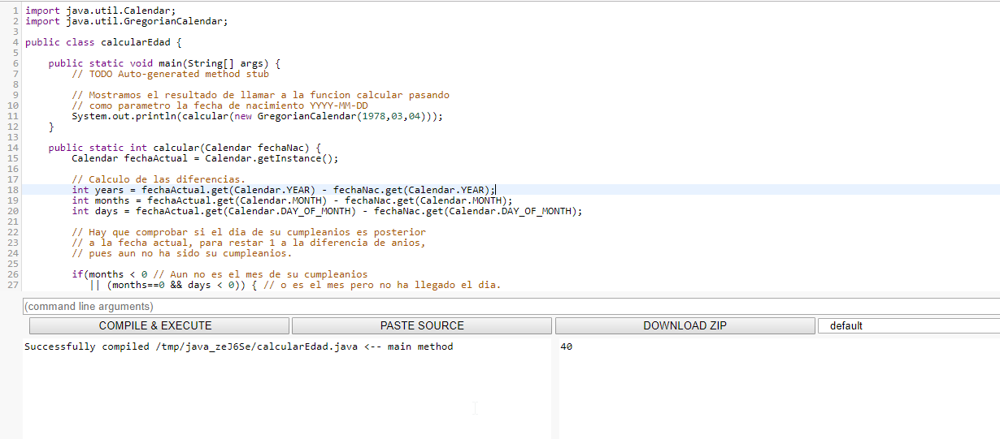 1 import java.util.Calendar;
2 import java.util.GregorianCalendar;
3
4 public class calcularEdad {
5
6     public static void main(String[] args) {
7         // TODO Auto-generated method stub
8
9         // Mostramos el resultado de llamar a la funcion calcular pasando
10         // como parametro la fecha de nacimiento YYYY-MM-DD
11         System.out.println(calcular(new GregorianCalendar(1978,03,04)));
12     }
13
14     public static int calcular(Calendar fechaNac) {
15         Calendar fechaActual = Calendar.getInstance();
16
17         // Calculo de las diferencias.
18         int years = fechaActual.get(Calendar.YEAR) - fechaNac.get(Calendar.YEAR);
19         int months = fechaActual.get(Calendar.MONTH) - fechaNac.get(Calendar.MONTH);
20         int days = fechaActual.get(Calendar.DAY_OF_MONTH) - fechaNac.get(Calendar.DAY_OF_MONTH);
21
22         // Hay que comprobar si el dia de su cumpleanios es posterior
23         // a la fecha actual, para restar 1 a la diferencia de anios,
24         // pues aun no ha sido su cumpleanios.
25
26         if(months < 0 // Aun no es el mes de su cumpleanios
27            || (months==0 && days < 0)) { // o es el mes pero no ha llegado el dia.
(command line arguments)
COMPILE & EXECUTE PASTE SOURCE DOWNLOAD ZIP default
Successfully compiled /tmp/java_zeJ6Se/calcularEdad.java <-- main method 40